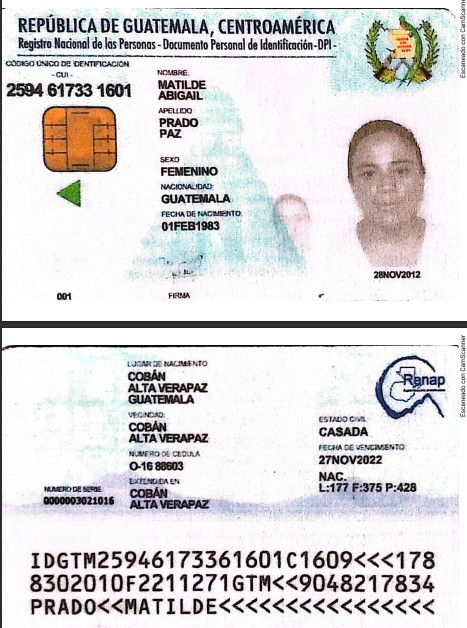 REPÚBLICA DE GUATEMALA, CENTROAMÉRICA
Registro Nacional de las Personas - Documento Personal de Identificación-DPI -
CÓDIGO ÚNICO DE IDENTIFICACIÓN
- CUI -
2594 61733 1601
NOMBRE:
MATILDE
ABIGAIL
APELLIDO
PRADO
PAZ
SEXO
FEMENINO
NACIONALIDAD:
GUATEMALA
FECHA DE NACIMIENTO:
01FEB1983
28NOV2012
001
FIRMA
Escaneado con CamScanner
LUGAR DE NACIMIENTO
COBÁN
ALTA VERAPAZ
GUATEMALA
VECINDAD:
COBÁN
ALTA VERAPAZ
NUMERO DE CEDULA
O-16 88603
EXTENDIDA EN
COBÁN
ALTA VERAPAZ
NUMERO DE SERIE:
0000003021016
Renap
ESTADO CIVIL
CASADA
FECHA DE VENCIMIENTO:
27NOV2022
NAC.
L:177 F:375 P:428
Escaneado con CamScanner
IDGTM25946173361601C1609<<<178
8302010F2211271GTM<<9048217834
PRADO<<MATILDE<<<<<<<<<<<<<<<<